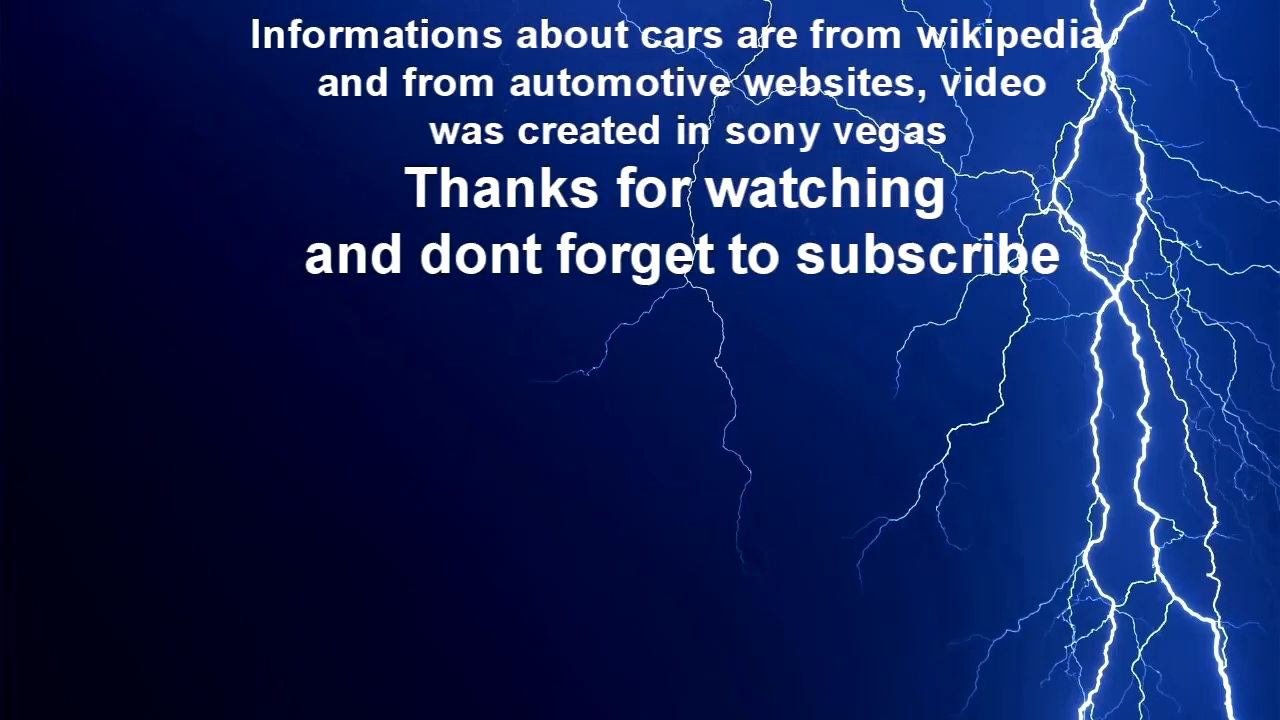 Informations about cars are from wikipedia
and from automotive websites, video
was created in sony vegas
Thanks for watching
and dont forget to subscribe